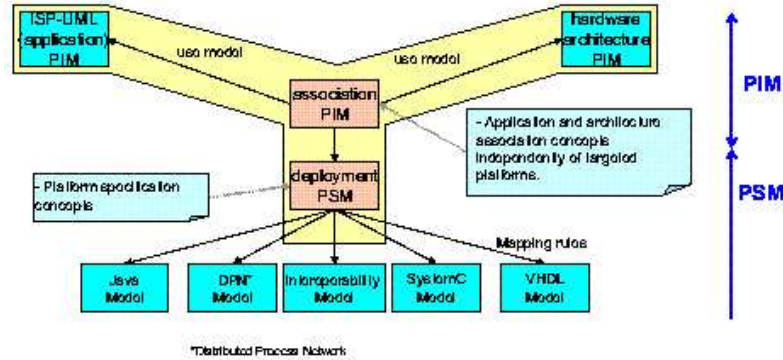 ISP-UML
(application)
PIM
hardware
architecture
PIM
use model
use model
association
PIM
PIM
- Application and architecture
association concepts
independently of targeted
platforms.
deployment
PSM
- Platform specification
concepts
PSM
Mapping rules
Java
Model
DPN*
Model
Interoperability
Model
SystemC
Model
VHDL
Model
*Distributed Process Network